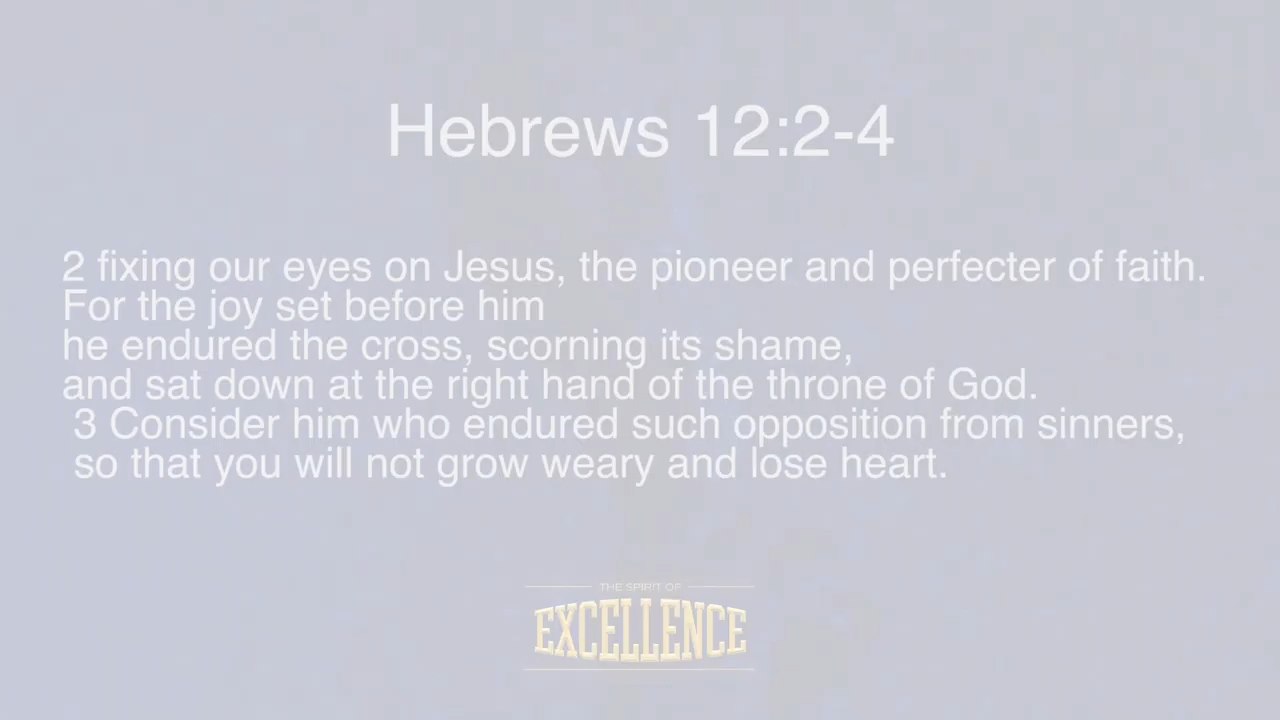 Hebrews 12:2-4
2 fixing our eyes on Jesus, the pioneer and perfecter of faith.
For the joy set before him
he endured the cross, scorning its shame,
and sat down at the right hand of the throne of God.
3 Consider him who endured such opposition from sinners,
so that you will not grow weary and lose heart.
THE SPIRIT OF
EXCELLENCE